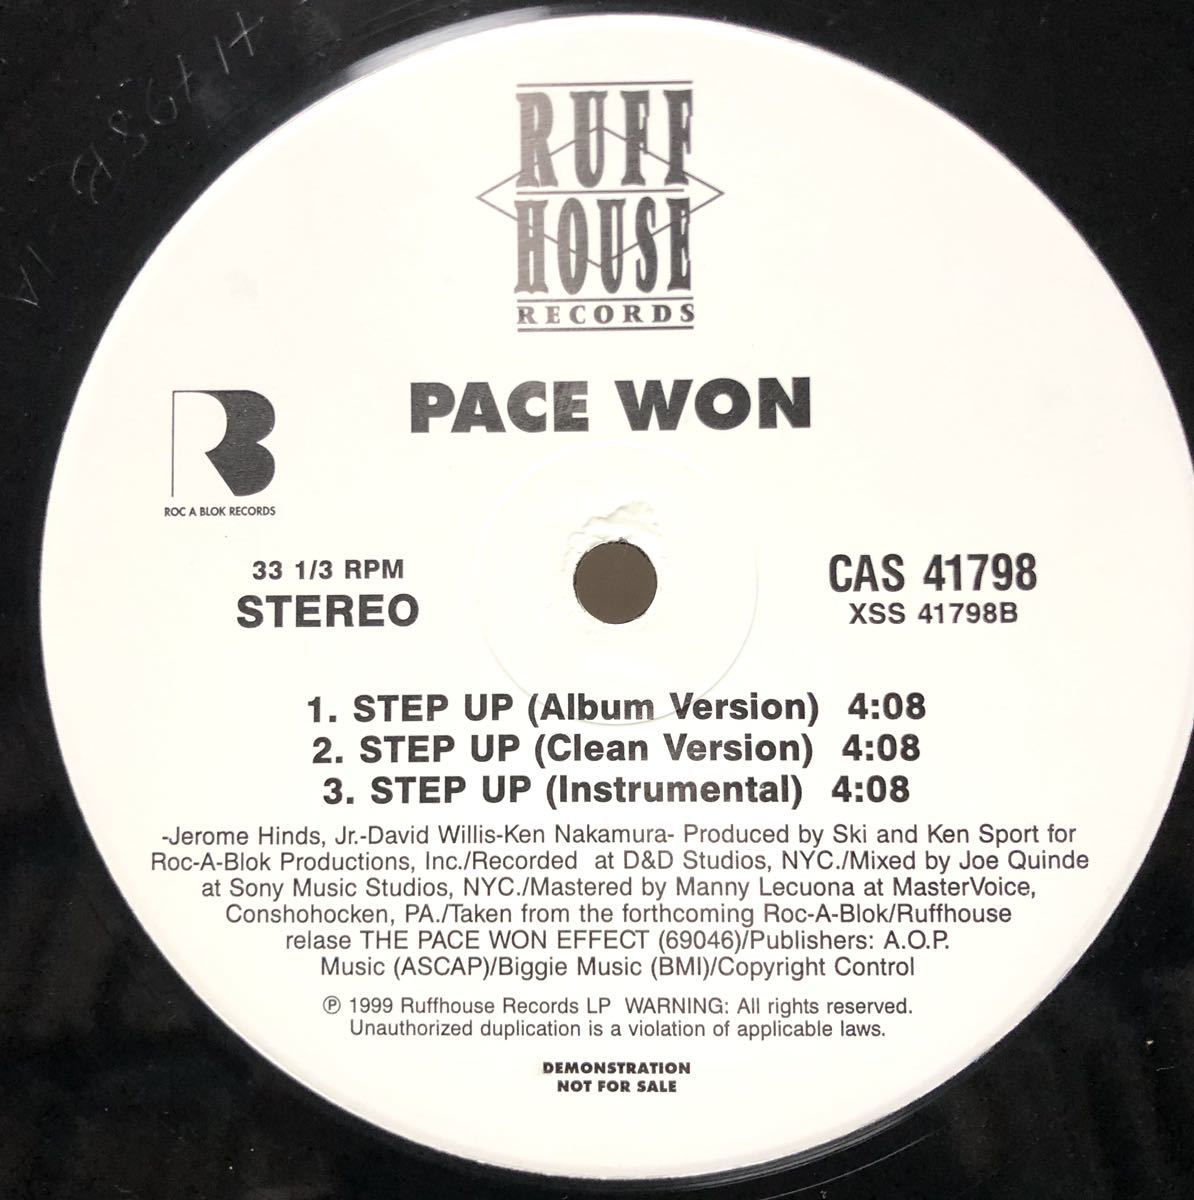 RUFF
HOUSE
RECORDS
PACE WON
ROC A BLOK RECORDS
33 1/3 RPM
STEREO
CAS 41798
XSS 41798B
1. STEP UP (Album Version) 4:08
2. STEP UP (Clean Version) 4:08
3. STEP UP (Instrumental) 4:08
-Jerome Hinds, Jr.-David Willis-Ken Nakamura- Produced by Ski and Ken Sport for
Roc-A-Blok Productions, Inc./Recorded at D&D Studios, NYC./Mixed by Joe Quinde
at Sony Music Studios, NYC./Mastered by Manny Lecuona at MasterVoice,
Conshohocken, PA./Taken from the forthcoming Roc-A-Blok/Ruffhouse
relase THE PACE WON EFFECT (69046)/Publishers: A.O.P.
Music (ASCAP)/Biggie Music (BMI)/Copyright Control
℗ 1999 Ruffhouse Records LP WARNING: All rights reserved.
Unauthorized duplication is a violation of applicable laws.
DEMONSTRATION
NOT FOR SALE